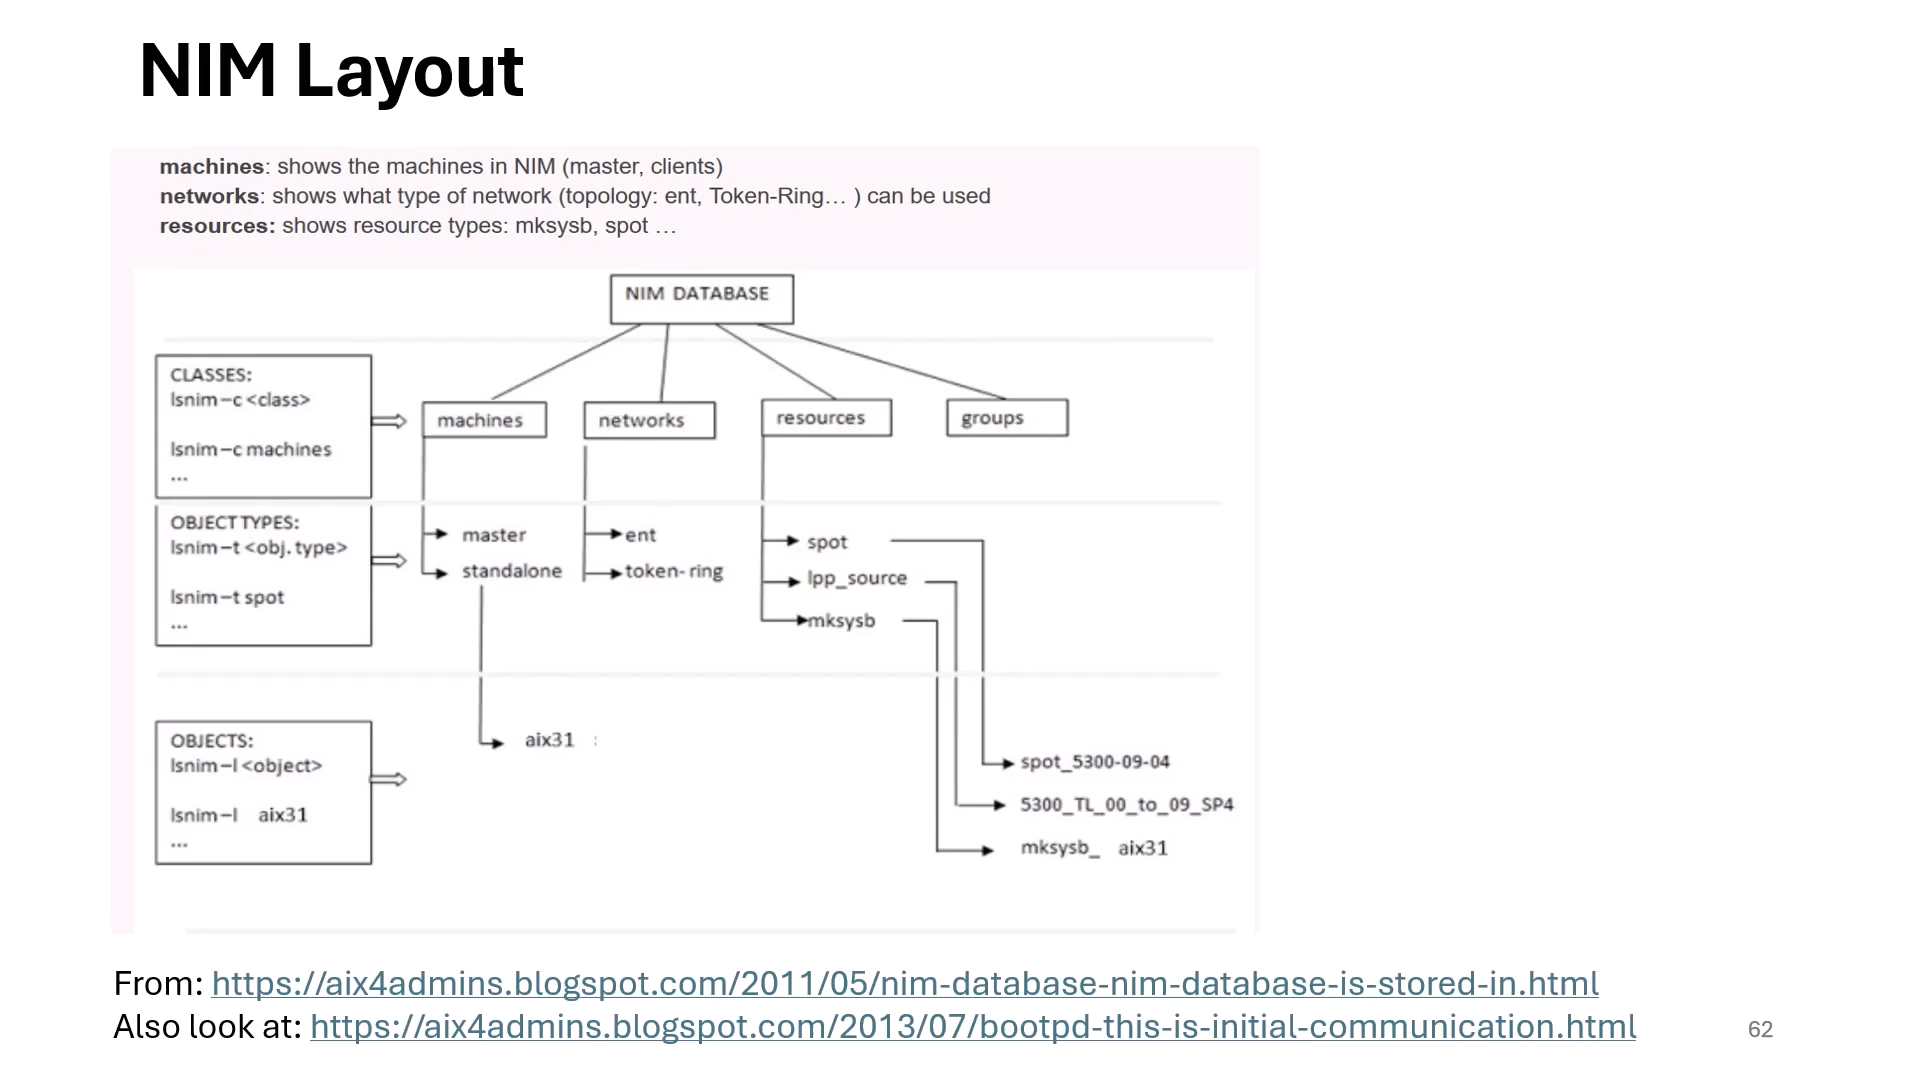 NIM Layout
machines: shows the machines in NIM (master, clients)
networks: shows what type of network (topology: ent, Token-Ring… ) can be used
resources: shows resource types: mksysb, spot …
NIM DATABASE
CLASSES:
lsnim –c <class>
lsnim –c machines
...
machines
networks
resources
groups
OBJECT TYPES:
lsnim –t <obj. type>
lsnim –t spot
...
master
standalone
ent
token-ring
spot
lpp_source
mksysb
OBJECTS:
lsnim –l <object>
lsnim –l aix31
...
aix31 :
spot_5300-09-04
5300_TL_00_to_09_SP4
mksysb_ aix31
From: https://aix4admins.blogspot.com/2011/05/nim-database-nim-database-is-stored-in.html
Also look at: https://aix4admins.blogspot.com/2013/07/bootpd-this-is-initial-communication.html
62